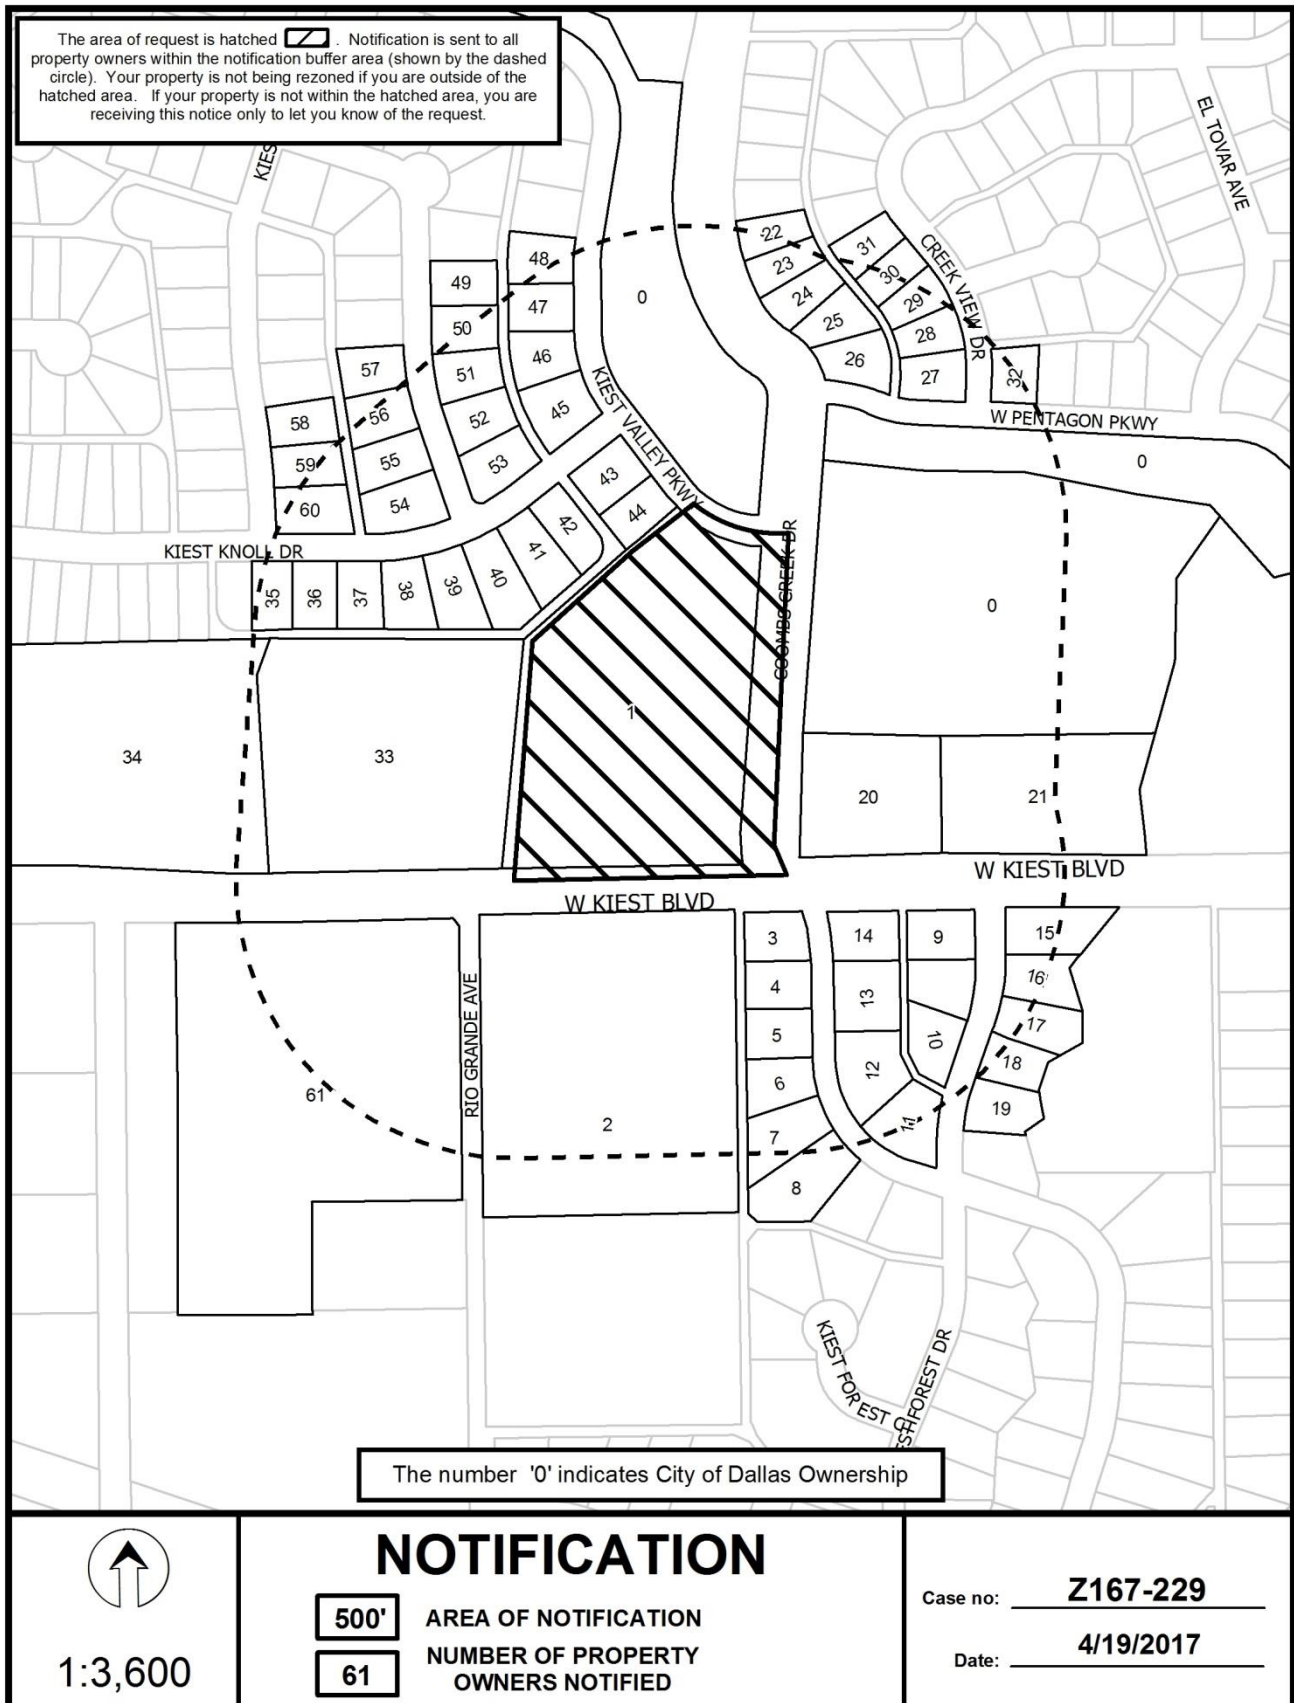 The area of request is hatched . Notification is sent to all
property owners within the notification buffer area (shown by the dashed
circle). Your property is not being rezoned if you are outside of the
hatched area. If your property is not within the hatched area, you are
receiving this notice only to let you know of the request.
KIES
EL TOVAR AVE
22
31
48
CREEK VIEW DR
23
30
49
0
24
29
47
50
25
28
46
26
57
51
27
32
KIEST VALLEY PKWY
45
58
56
52
W PENTAGON PKWY
59
55
53
0
43
60
54
44
42
KIEST KNOLL DR
41
COOMBS CREEK DR
35
36
37
38
39
40
0
1
34
33
20
21
W KIEST BLVD
W KIEST BLVD
3
14
9
15
4
13
16
RIO GRANDE AVE
5
10
17
6
12
18
61
2
7
11
19
8
KIEST FOREST C
EST FOREST DR
The number '0' indicates City of Dallas Ownership
1:3,600
NOTIFICATION
500' AREA OF NOTIFICATION
61 NUMBER OF PROPERTY
OWNERS NOTIFIED
Case no: Z167-229
Date: 4/19/2017